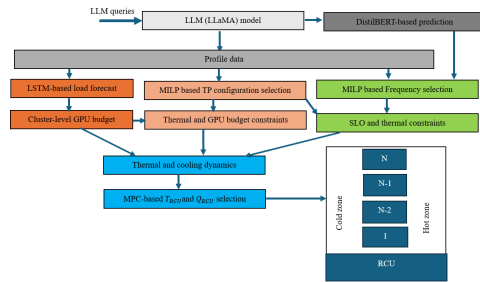 LLM queries
LLM (LLaMA) model
DistilBERT-based prediction
Profile data
LSTM-based load forecast
MILP based TP configuration selection
MILP based Frequency selection
Cluster-level GPU budget
Thermal and GPU budget constraints
SLO and thermal constraints
Thermal and cooling dynamics
MPC-based T_RCU and Q_RCU selection
Cold zone
N
N-1
N-2
1
Hot zone
RCU